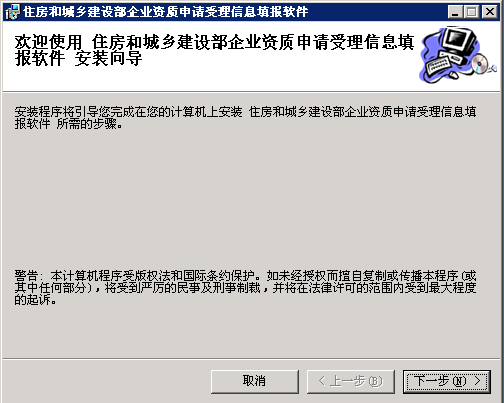 住房和城乡建设部企业资质申请受理信息填报软件
欢迎使用 住房和城乡建设部企业资质申请受理信息填
报软件 安装向导
安装程序将引导您完成在您的计算机上安装 住房和城乡建设部企业资质申请受理信息填
报软件 所需的步骤。
警告: 本计算机程序受版权法和国际条约保护。如未经授权而擅自复制或传播本程序(或
其中任何部分)，将受到严厉的民事及刑事制裁，并将在法律许可的范围内受到最大程度
的起诉。
取消
< 上一步(B)
下一步(N) >